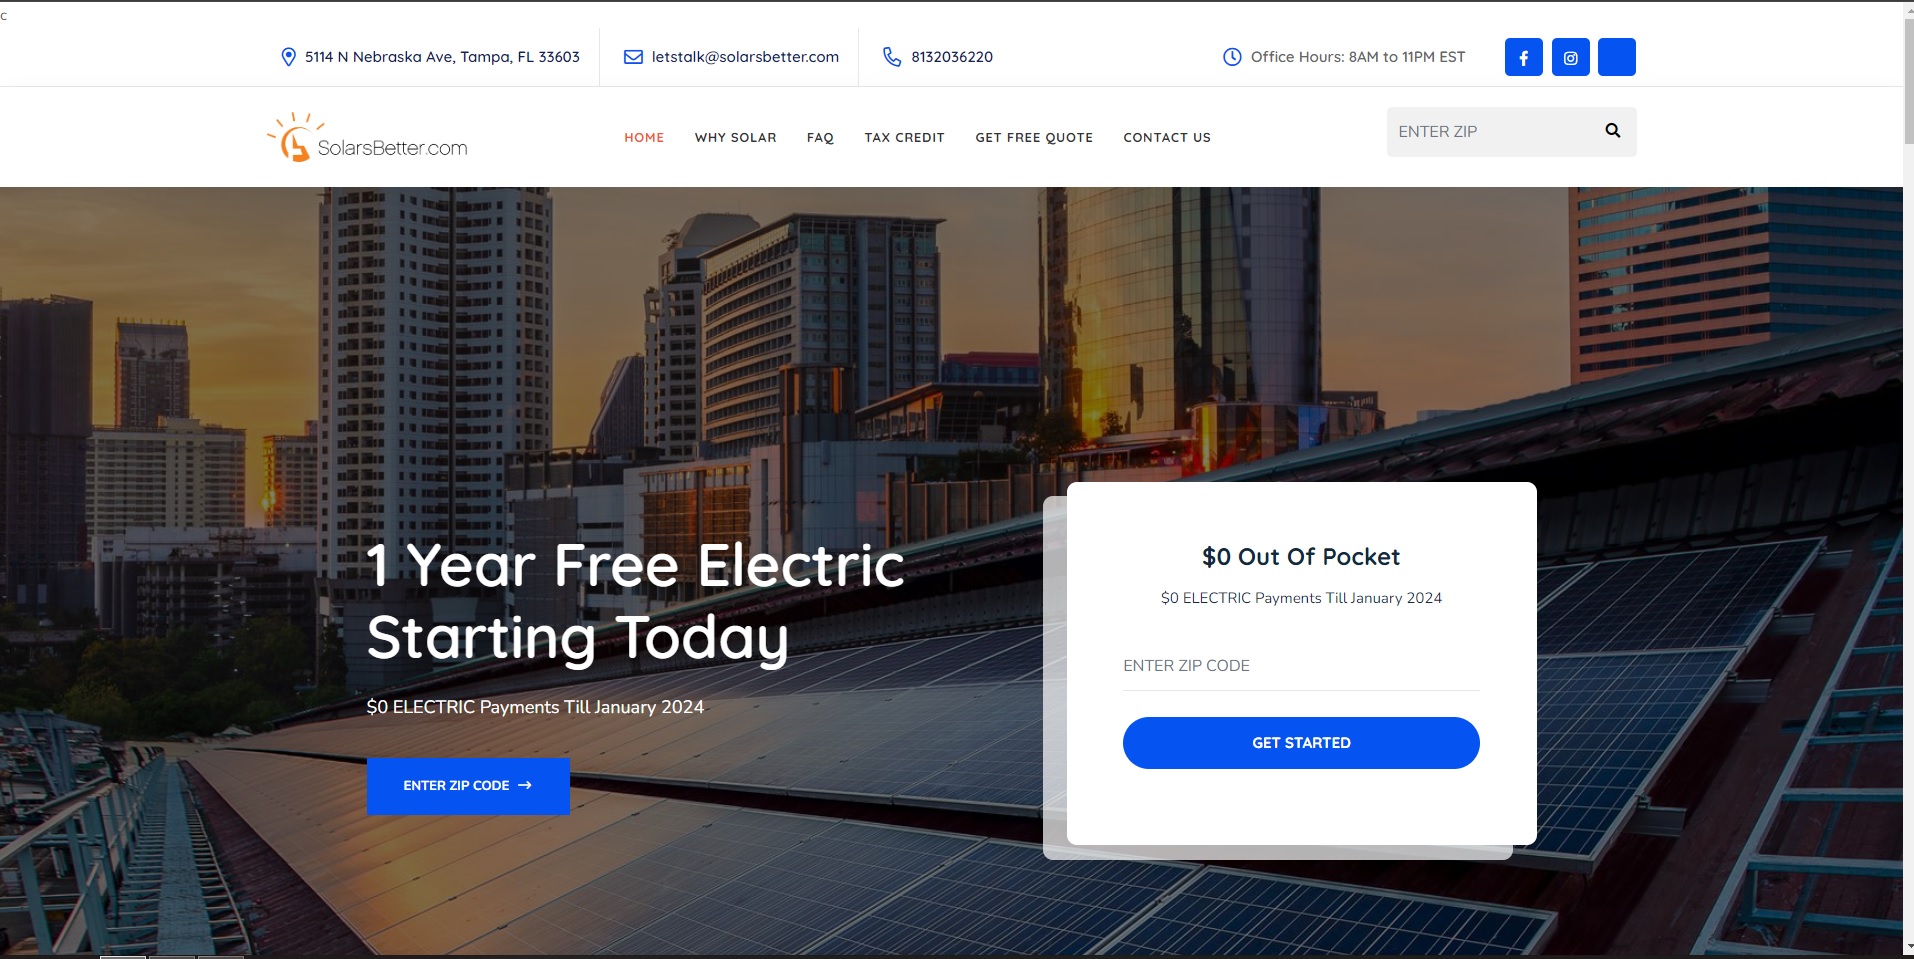 c
5114 N Nebraska Ave, Tampa, FL 33603
letstalk@solarsbetter.com
8132036220
Office Hours: 8AM to 11PM EST
SolarsBetter.com
HOME
WHY SOLAR
FAQ
TAX CREDIT
GET FREE QUOTE
CONTACT US
ENTER ZIP
1 Year Free Electric
Starting Today
$0 ELECTRIC Payments Till January 2024
ENTER ZIP CODE →
$0 Out Of Pocket
$0 ELECTRIC Payments Till January 2024
ENTER ZIP CODE
GET STARTED